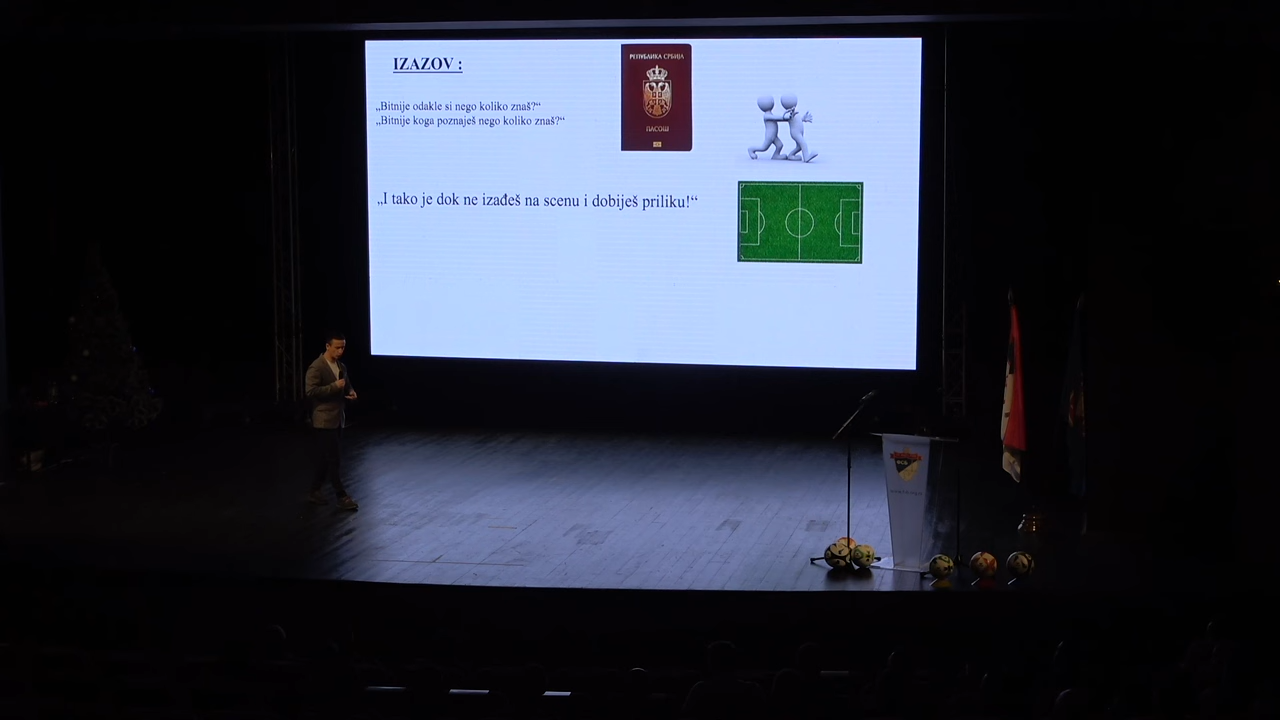 IZAZOV :
„Bitnije odakle si nego koliko znaš?“
„Bitnije koga poznaješ nego koliko znaš?“
РЕПУБЛИКА СРБИЈА
ПАСОШ
„I tako je dok ne izađeš na scenu i dobiješ priliku!“